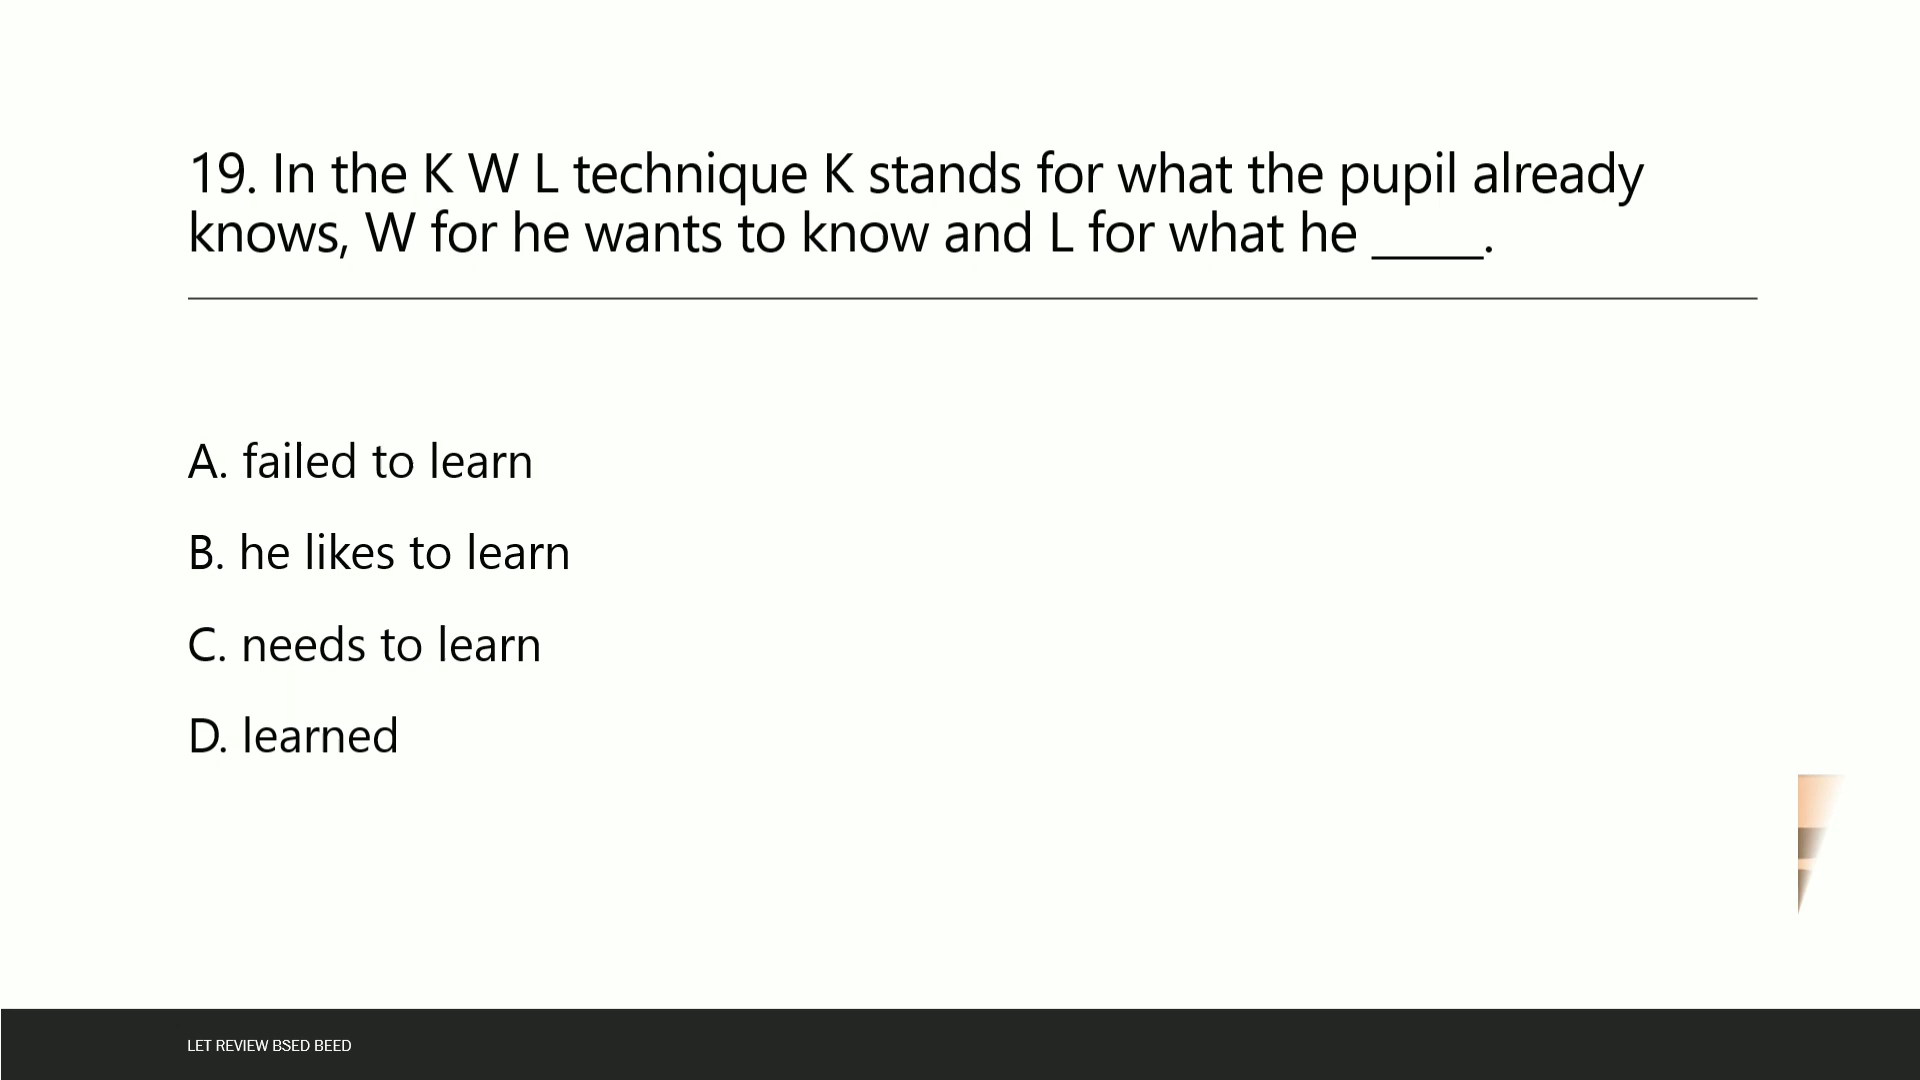 19. In the K W L technique K stands for what the pupil already
knows, W for he wants to know and L for what he _____.
A. failed to learn
B. he likes to learn
C. needs to learn
D. learned
LET REVIEW BSED BEED